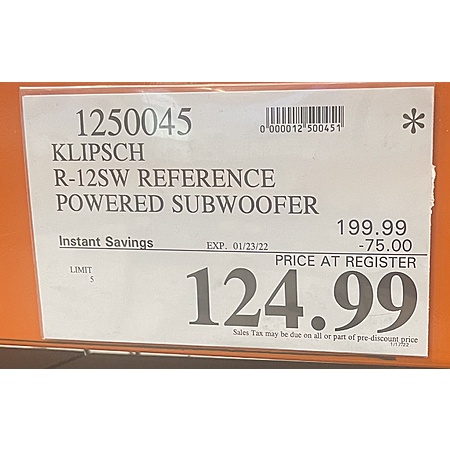 1250045
0 000012 500451
*
KLIPSCH
R-12SW REFERENCE
POWERED SUBWOOFER
199.99
Instant Savings EXP. 01/23/22 -75.00
PRICE AT REGISTER
LIMIT
5
124.99
Sales Tax may be due on all or part of pre-discount price